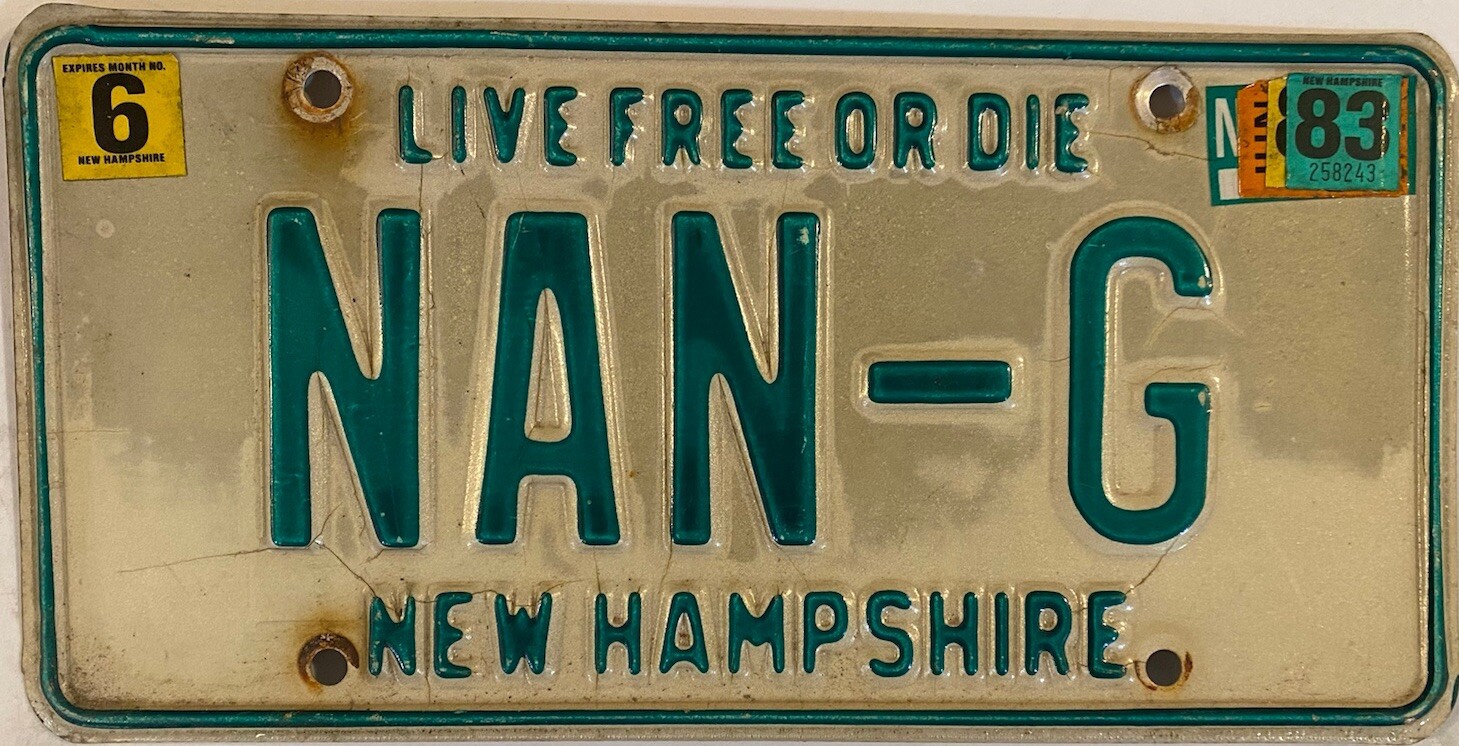 EXPIRES MONTH NO.
6
NEW HAMPSHIRE
LIVE FREE OR DIE
NEW HAMPSHIRE
83
258243
NAN-G
NEW HAMPSHIRE